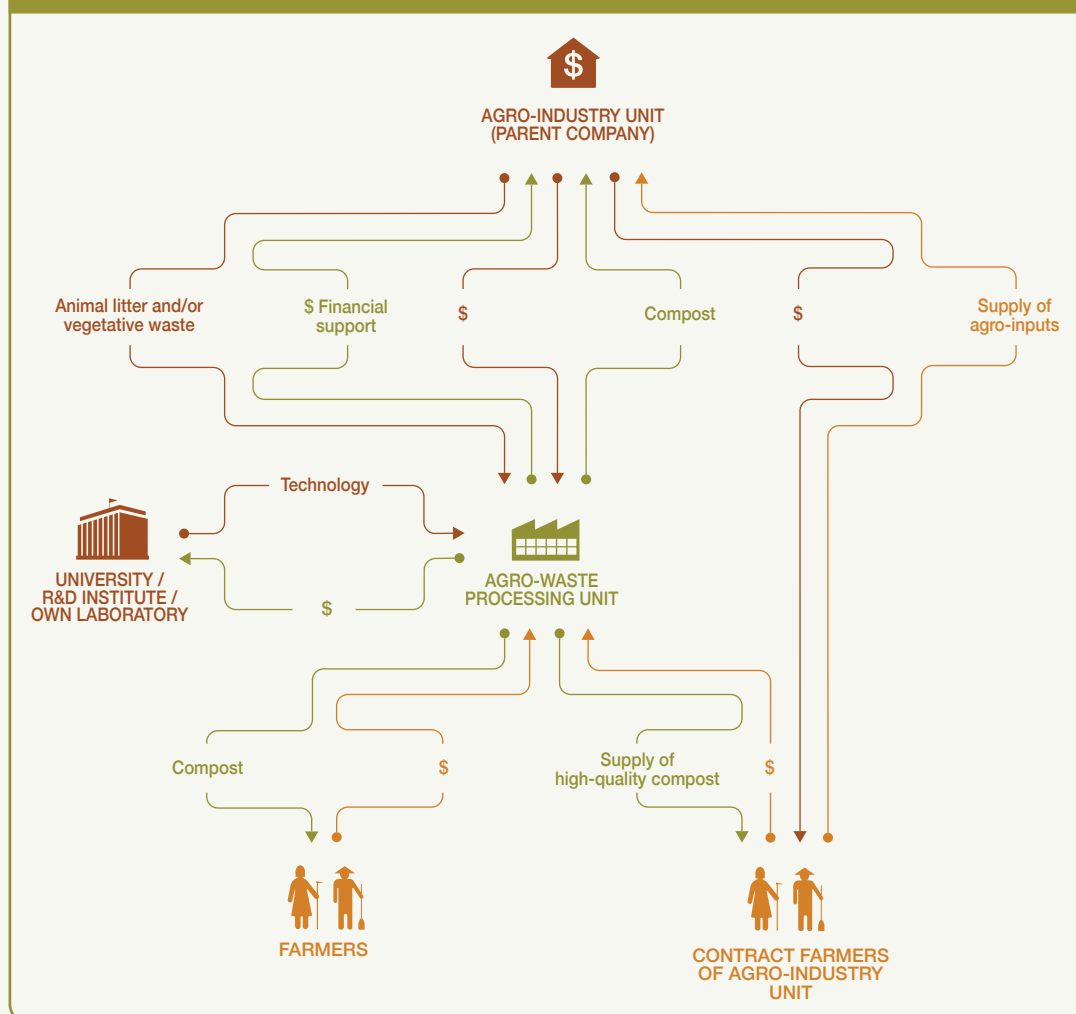 $
AGRO-INDUSTRY UNIT
(PARENT COMPANY)
Animal litter and/or
vegetative waste
$ Financial
support
$
Compost
$
Supply of
agro-inputs
Technology
UNIVERSITY /
R&D INSTITUTE /
OWN LABORATORY
$
AGRO-WASTE
PROCESSING UNIT
Compost
$
Supply of
high-quality compost
$
FARMERS
CONTRACT FARMERS
OF AGRO-INDUSTRY
UNIT